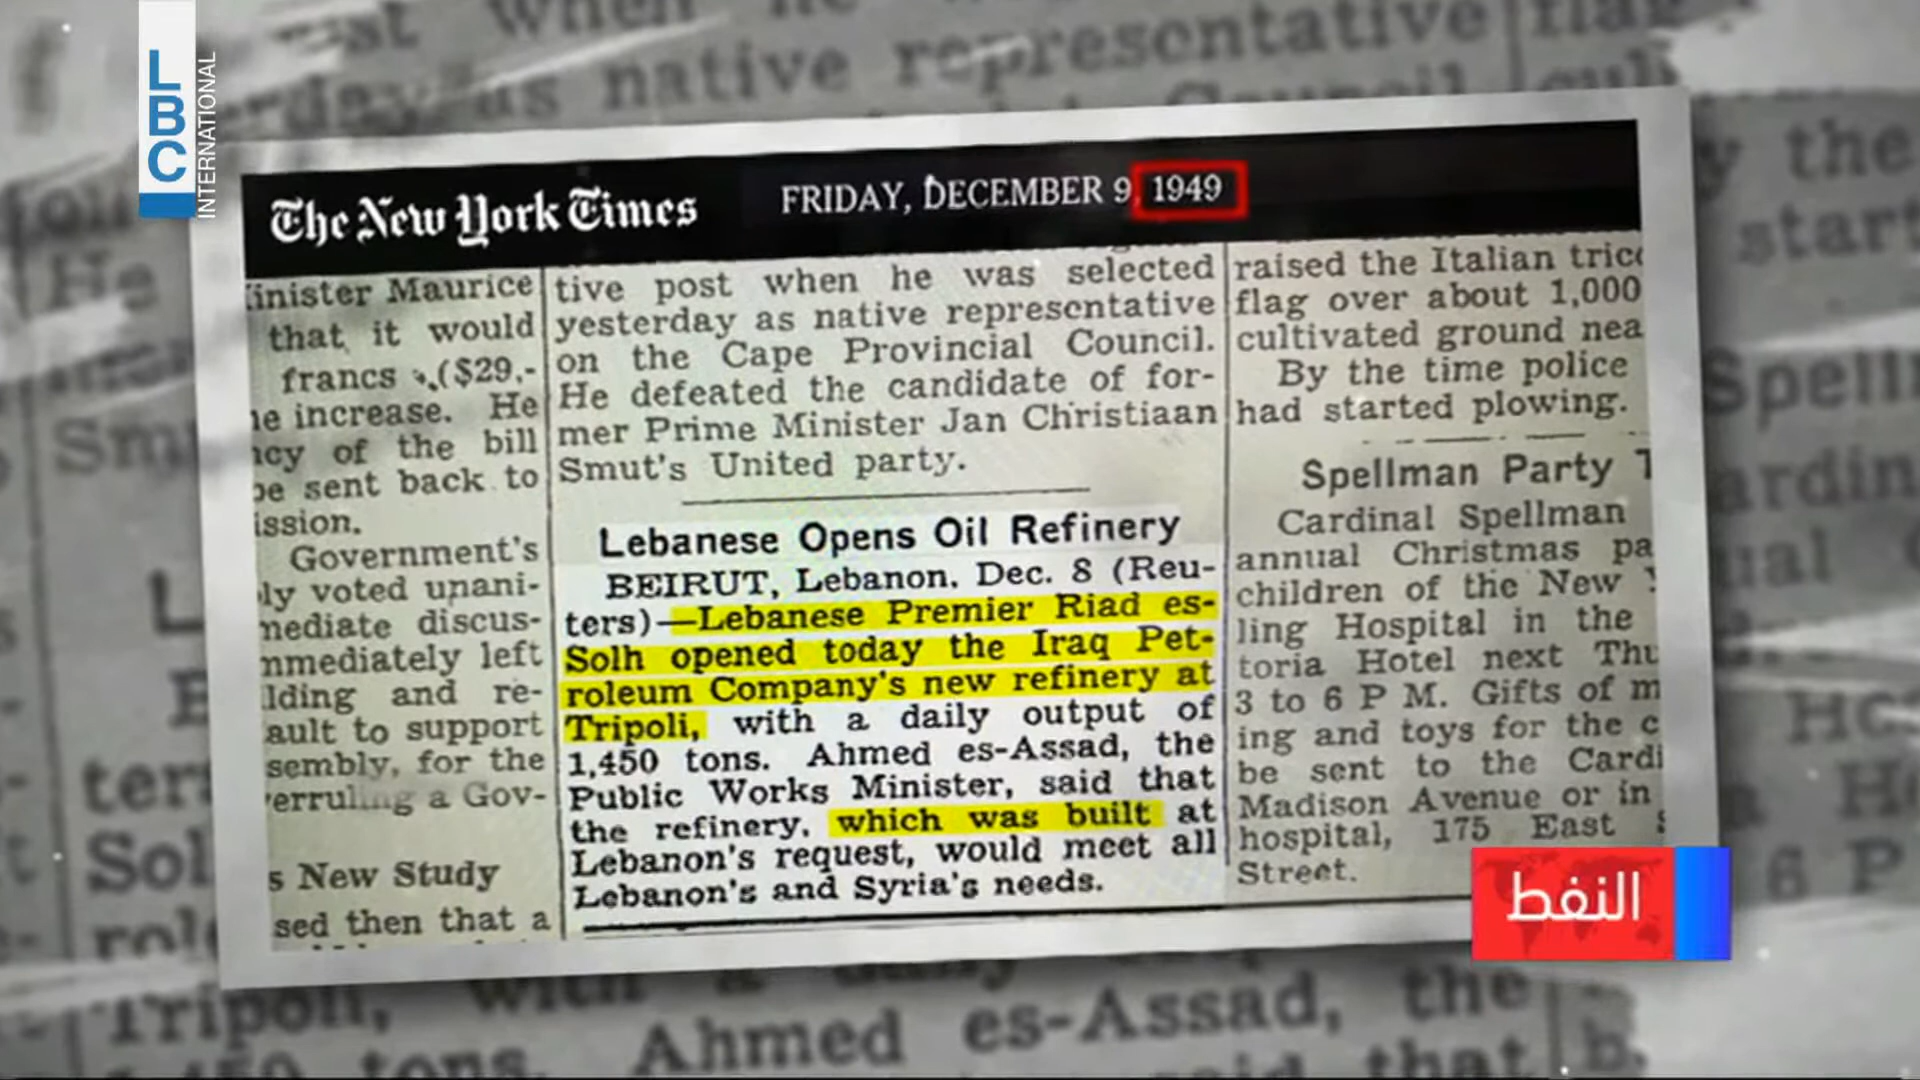 LBC
INTERNATIONAL
The New York Times
FRIDAY, DECEMBER 9, 1949
inister Maurice
that it would
francs ($29,-
increase. He
of the bill
be sent back to
ission.
Government's
ly voted unani-
mediate discus-
mmediately left
lding and re-
ault to support
sembly, for the
erruling a Gov-
s New Study
sed then that a
tive post when he was selected
yesterday as native representative
on the Cape Provincial Council.
He defeated the candidate of for-
mer Prime Minister Jan Christiaan
Smut's United party.
Lebanese Opens Oil Refinery
BEIRUT, Lebanon, Dec. 8 (Reu-
ters)—Lebanese Premier Riad es-
Solh opened today the Iraq Pet-
roleum Company's new refinery at
Tripoli, with a daily output of
1,450 tons. Ahmed es-Assad, the
Public Works Minister, said that
the refinery, which was built at
Lebanon's request, would meet all
Lebanon's and Syria's needs.
raised the Italian tric
flag over about 1,000
cultivated ground nea
By the time police
had started plowing.
Spellman Party T
Cardinal Spellman
annual Christmas pa
children of the New
ling Hospital in the
toria Hotel next Thu
3 to 6 P M. Gifts of m
ing and toys for the c
be sent to the Cardi
Madison Avenue or in
hospital, 175 East
Street.
النفط